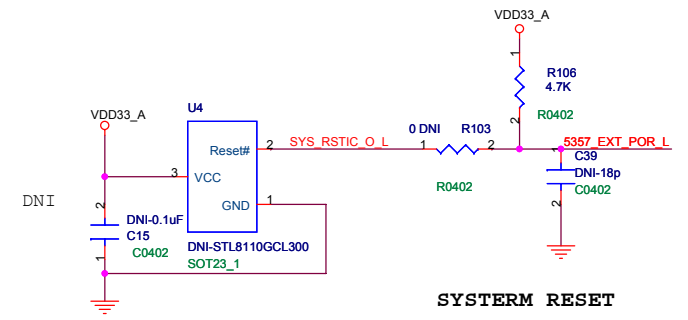 VDD33_A
R106
4.7K
R0402
1
2
VDD33_A
U4
Reset#
2
SYS_RSTIC_O_L
0 DNI
R103
1
2
5357_EXT_POR_L
3
VCC
GND
1
R0402
1
C39
DNI-18p
C0402
2
DNI
2
DNI-0.1uF
C15
C0402
1
DNI-STL8110GCL300
SOT23_1
SYSTERM RESET